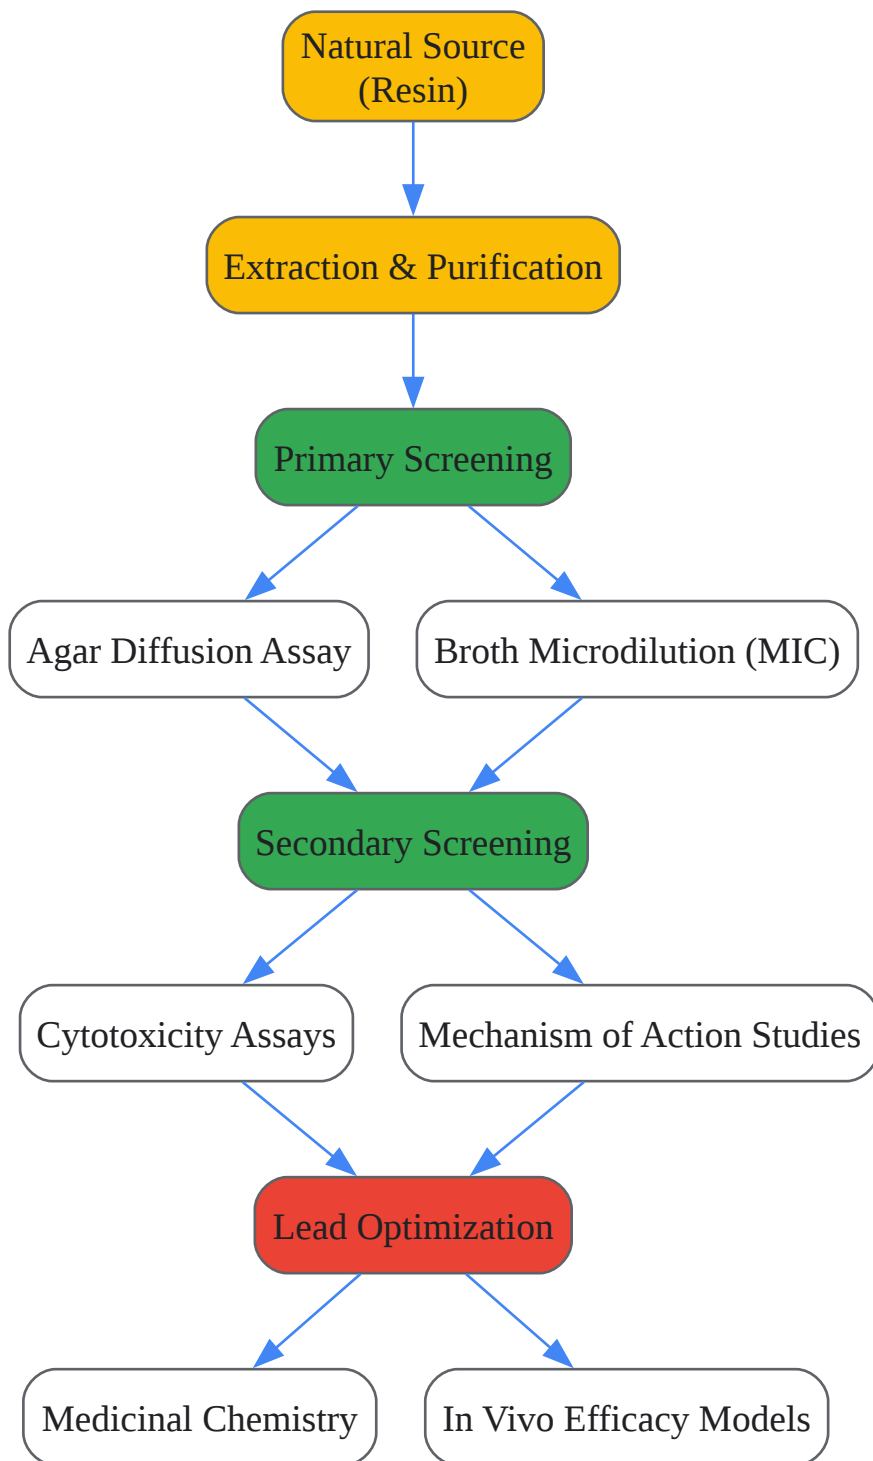 Natural Source
(Resin)
Extraction & Purification
Primary Screening
Agar Diffusion Assay
Broth Microdilution (MIC)
Secondary Screening
Cytotoxicity Assays
Mechanism of Action Studies
Lead Optimization
Medicinal Chemistry
In Vivo Efficacy Models